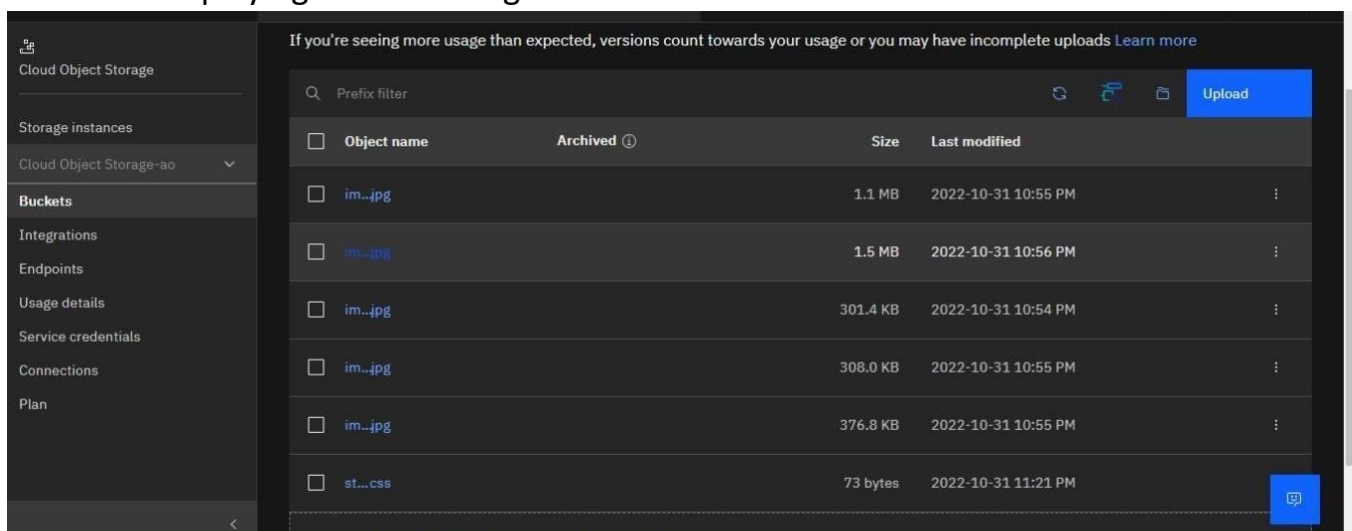 Cloud Object Storage
Storage instances
Cloud Object Storage-ao
Buckets
Integrations
Endpoints
Usage details
Service credentials
Connections
Plan
If you're seeing more usage than expected, versions count towards your usage or you may have incomplete uploads Learn more
Prefix filter
Upload
Object name Archived Size Last modified
im...jpg 1.1 MB 2022-10-31 10:55 PM
im...jpg 1.5 MB 2022-10-31 10:56 PM
im...jpg 301.4 KB 2022-10-31 10:54 PM
im...jpg 308.0 KB 2022-10-31 10:55 PM
im...jpg 376.8 KB 2022-10-31 10:55 PM
st...css 73 bytes 2022-10-31 11:21 PM